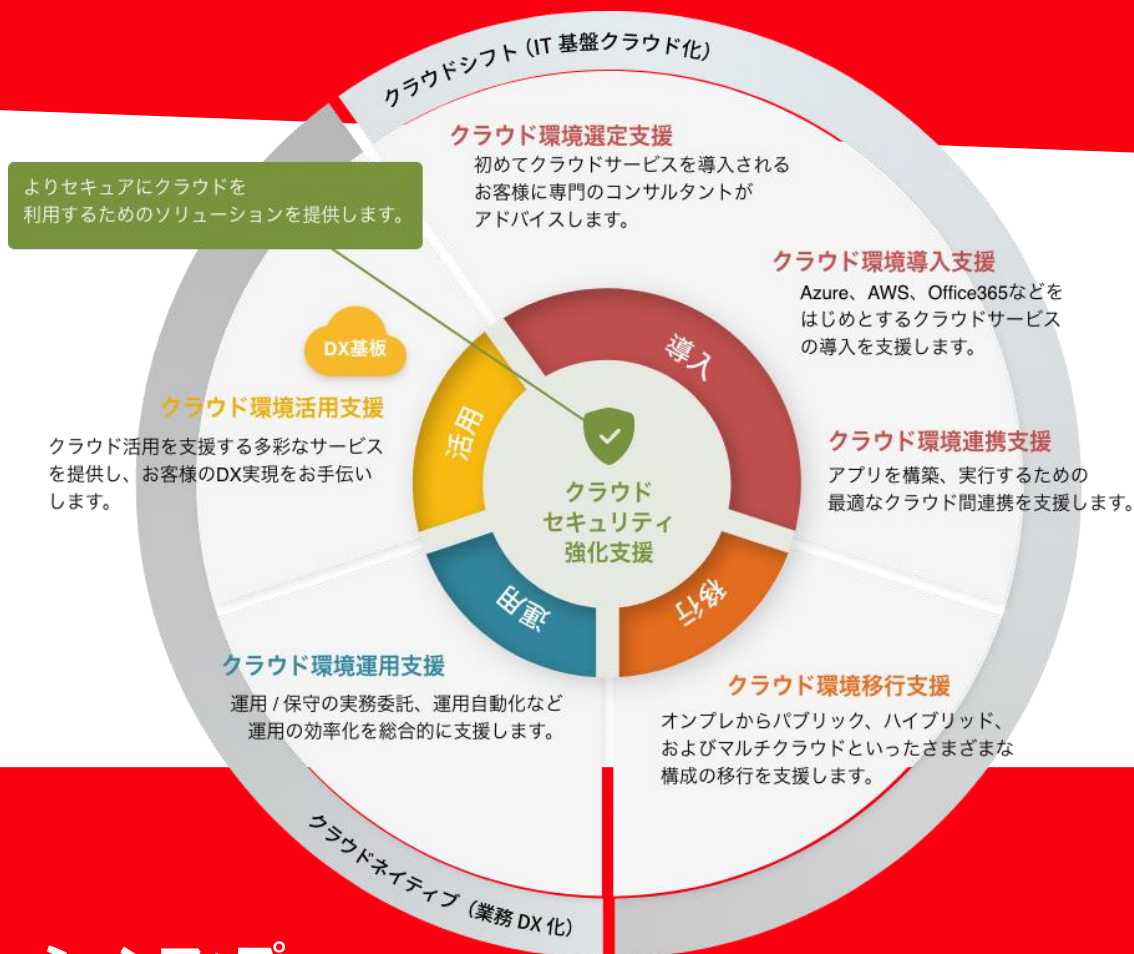 クラウドシフト（IT 基盤クラウド化）
クラウド環境選定支援
初めてクラウドサービスを導入される
お客様に専門のコンサルタントが
アドバイスします。
よりセキュアにクラウドを
利用するためのソリューションを提供します。
クラウド環境導入支援
Azure、AWS、Office365などを
はじめとするクラウドサービス
の導入を支援します。
導入
DX基板
クラウド環境活用支援
クラウド活用を支援する多彩なサービス
を提供し、お客様のDX実現をお手伝い
します。
活用
クラウド環境連携支援
アプリを構築、実行するための
最適なクラウド間連携を支援します。
クラウド
セキュリティ
強化支援
運用
移行
クラウド環境運用支援
運用 / 保守の実務委託、運用自動化など
運用の効率化を総合的に支援します。
クラウド環境移行支援
オンプレからパブリック、ハイブリッド、
およびマルチクラウドといったさまざまな
構成の移行を支援します。
クラウドネイティブ（業務 DX 化）